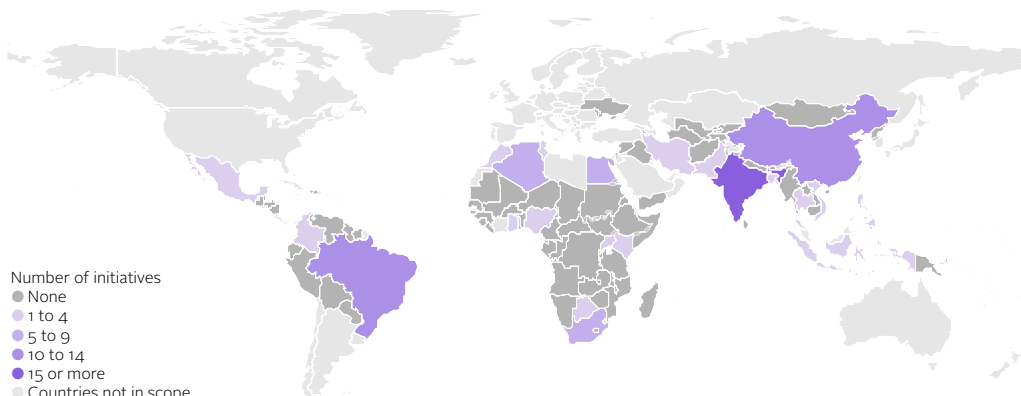 Number of initiatives
None
1 to 4
5 to 9
10 to 14
15 or more
Countries not in scope